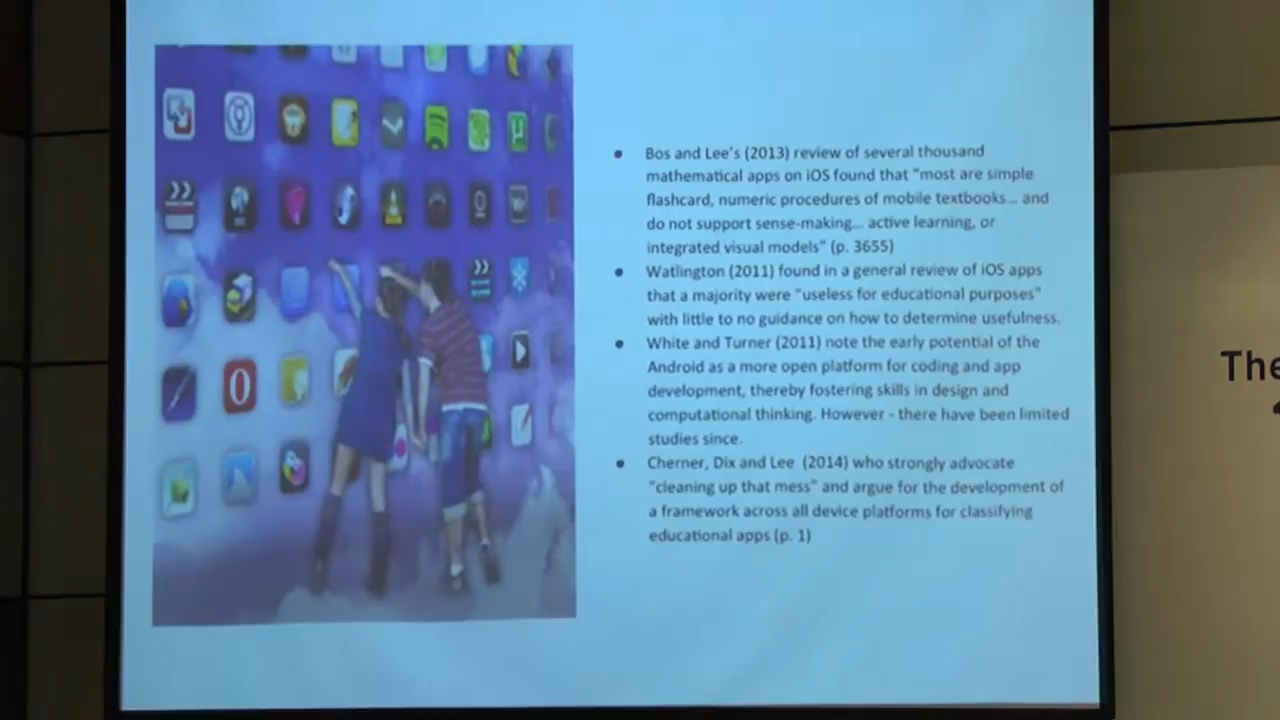 • Bos and Lee's (2013) review of several thousand
mathematical apps on iOS found that "most are simple
flashcard, numeric procedures of mobile textbooks... and
do not support sense-making... active learning, or
integrated visual models" (p. 3655)
• Watlington (2011) found in a general review of iOS apps
that a majority were "useless for educational purposes"
with little to no guidance on how to determine usefulness.
• White and Turner (2011) note the early potential of the
Android as a more open platform for coding and app
development, thereby fostering skills in design and
computational thinking. However - there have been limited
studies since.
• Cherner, Dix and Lee (2014) who strongly advocate
"cleaning up that mess" and argue for the development of
a framework across all device platforms for classifying
educational apps (p. 1)
The